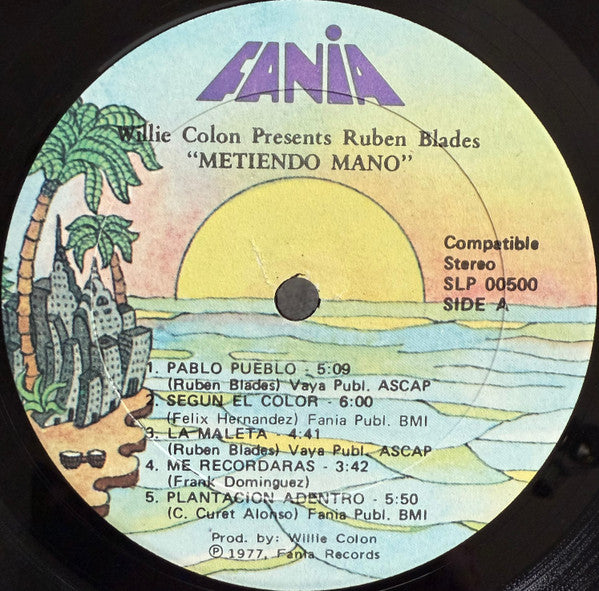 FANIA
Willie Colon Presents Ruben Blades
"METIENDO MANO"
Compatible
Stereo
SLP 00500
SIDE A
1. PABLO PUEBLO - 5:09
(Ruben Blades) Vaya Publ. ASCAP
2. SEGUN EL COLOR - 6:00
(Felix Hernandez) Fania Publ. BMI
3. LA MALETA - 4:41
(Ruben Blades) Vaya Publ. ASCAP
4. ME RECORDARAS - 3:42
(Frank Dominguez)
5. PLANTACION ADENTRO - 5:50
(C. Curet Alonso) Fania Publ. BMI
Prod. by: Willie Colon
℗ 1977, Fania Records